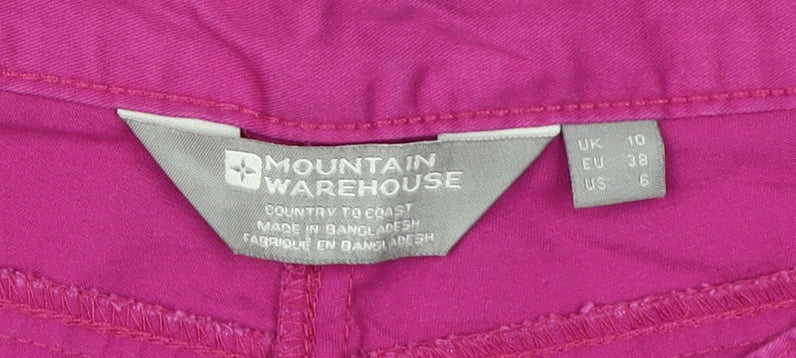 MOUNTAIN
WAREHOUSE
COUNTRY TO COAST
MADE IN BANGLADESH
FABRIQUE EN BANGLADESH
UK 10
EU 38
US 6